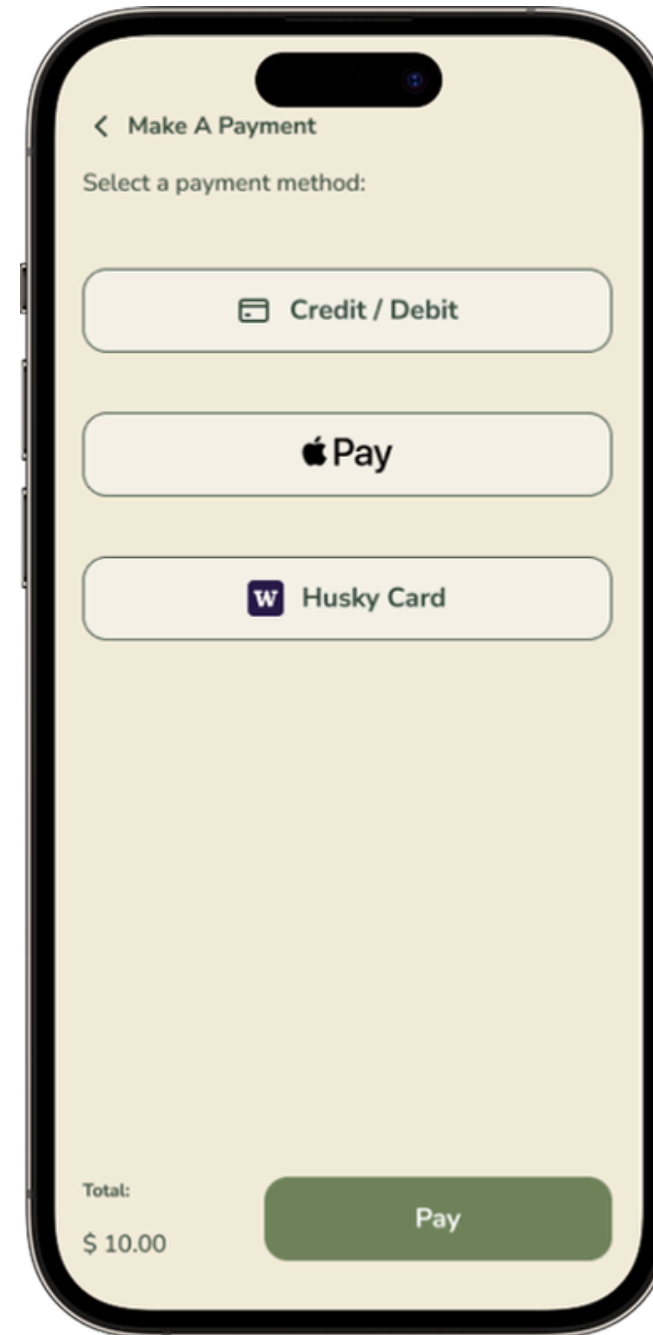 Make A Payment
Select a payment method:
Credit / Debit
Pay
W Husky Card
Total:
$ 10.00
Pay